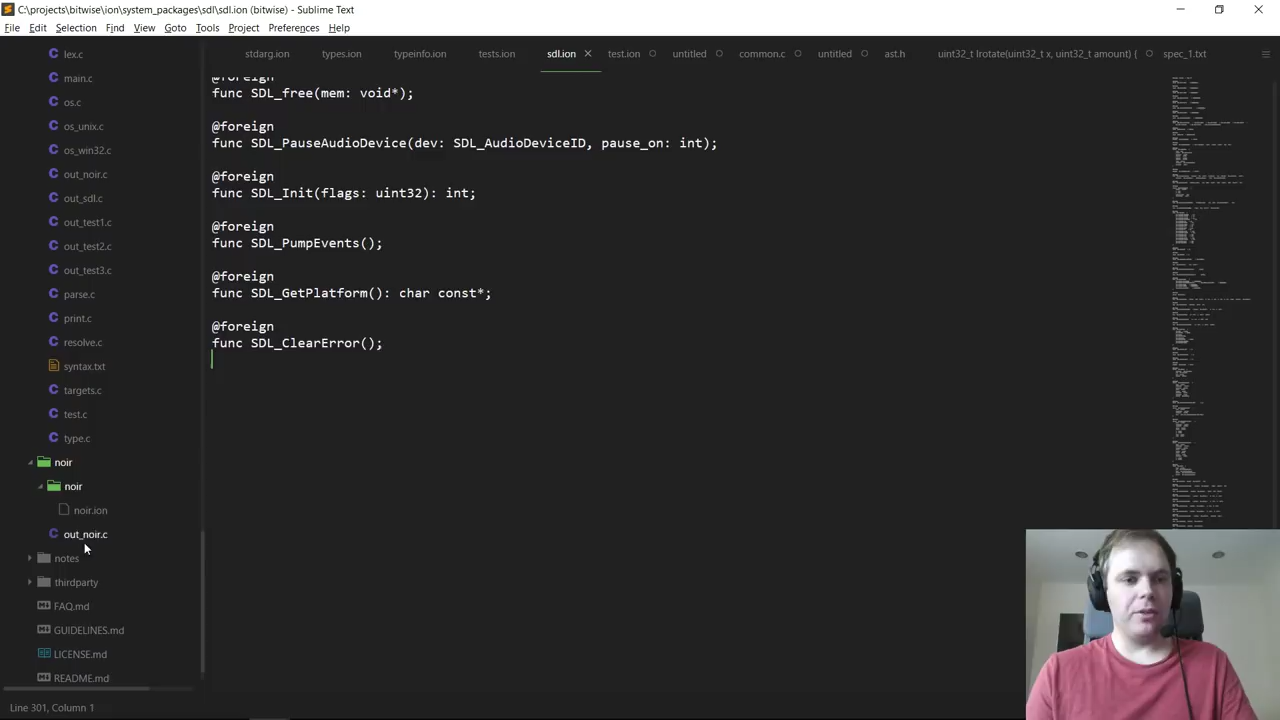 C:\projects\bitwise\ion\system_packages\sdl\sdl.ion (bitwise) - Sublime Text
File Edit Selection Find View Goto Tools Project Preferences Help
stdarg.ion types.ion typeinfo.ion tests.ion sdl.ion test.ion untitled common.c untitled ast.h uint32_t lrotate(uint32_t x, uint32_t amount) { spec_1.txt
lex.c
main.c
os.c
os_unix.c
os_win32.c
out_noir.c
out_sdl.c
out_test1.c
out_test2.c
out_test3.c
parse.c
print.c
resolve.c
syntax.txt
targets.c
test.c
type.c
noir
noir
noir.ion
out_noir.c
notes
thirdparty
FAQ.md
GUIDELINES.md
LICENSE.md
README.md
@foreign
func SDL_free(mem: void*);
@foreign
func SDL_PauseAudioDevice(dev: SDL_AudioDeviceID, pause_on: int);
@foreign
func SDL_Init(flags: uint32): int;
@foreign
func SDL_PumpEvents();
@foreign
func SDL_GetPlatform(): char const*;
@foreign
func SDL_ClearError();
Line 301, Column 1